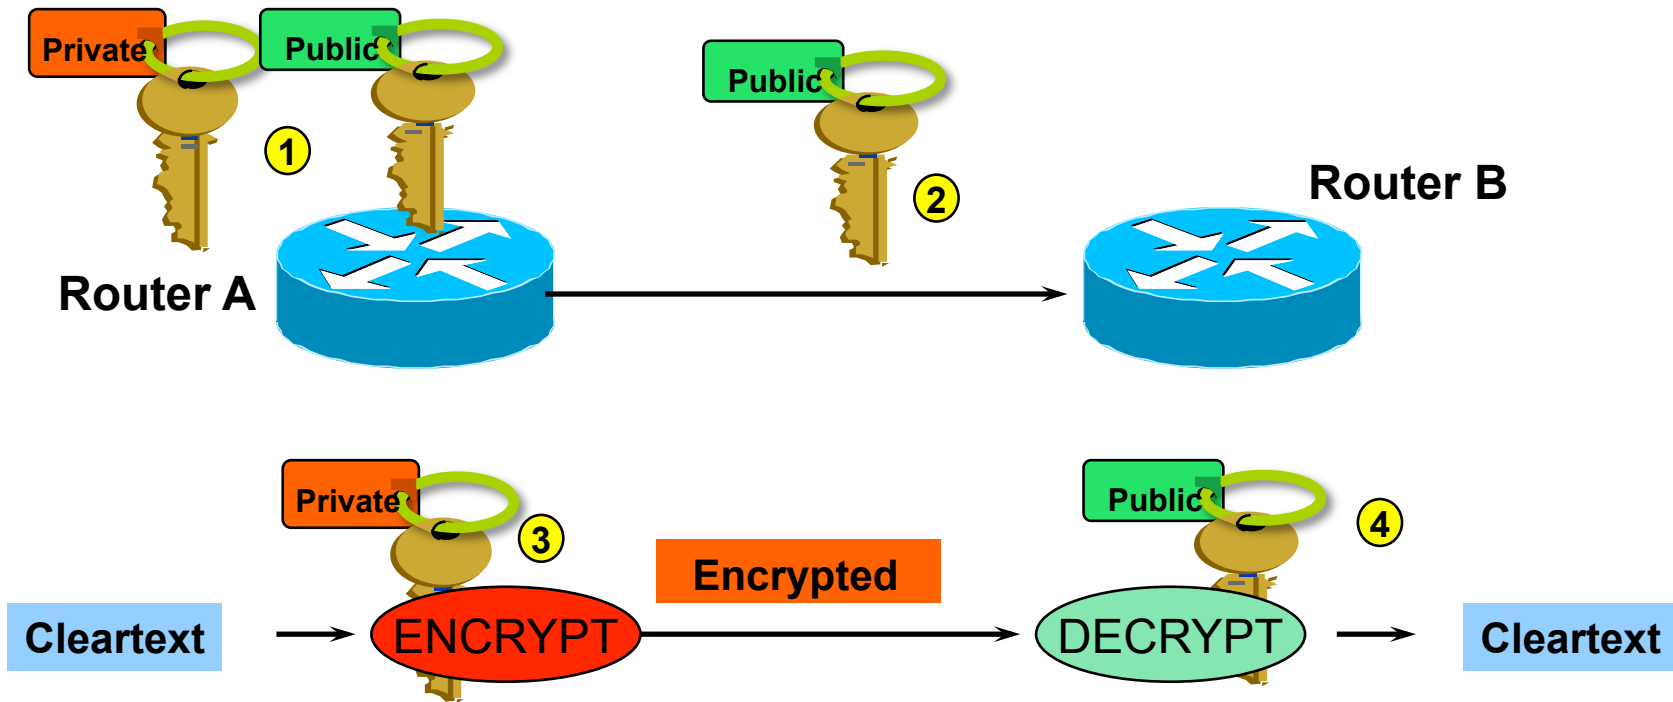 Private
Public
1
Public
2
Router B
Router A
Private
3
Public
4
Encrypted
Cleartext
ENCRYPT
DECRYPT
Cleartext